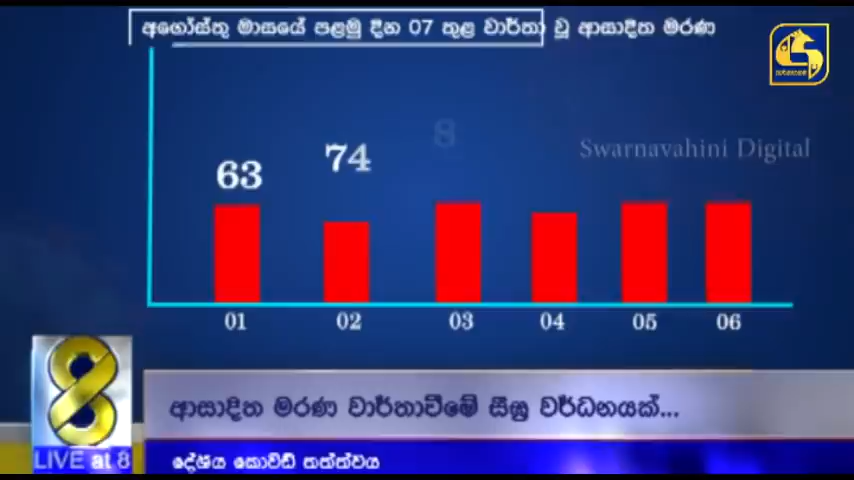 අගෝස්තු මාසයේ පළමු දින 07 තුළ වාර්තා වූ ආසාදිත මරණ
Swarnavahini Digital
63 74 8
01 02 03 04 05 06
ආසාදිත මරණ වාර්තාවීමේ සීඝ්‍ර වර්ධනයක්...
LIVE at 8
දේශීය කොවිඩ් තත්ත්වය